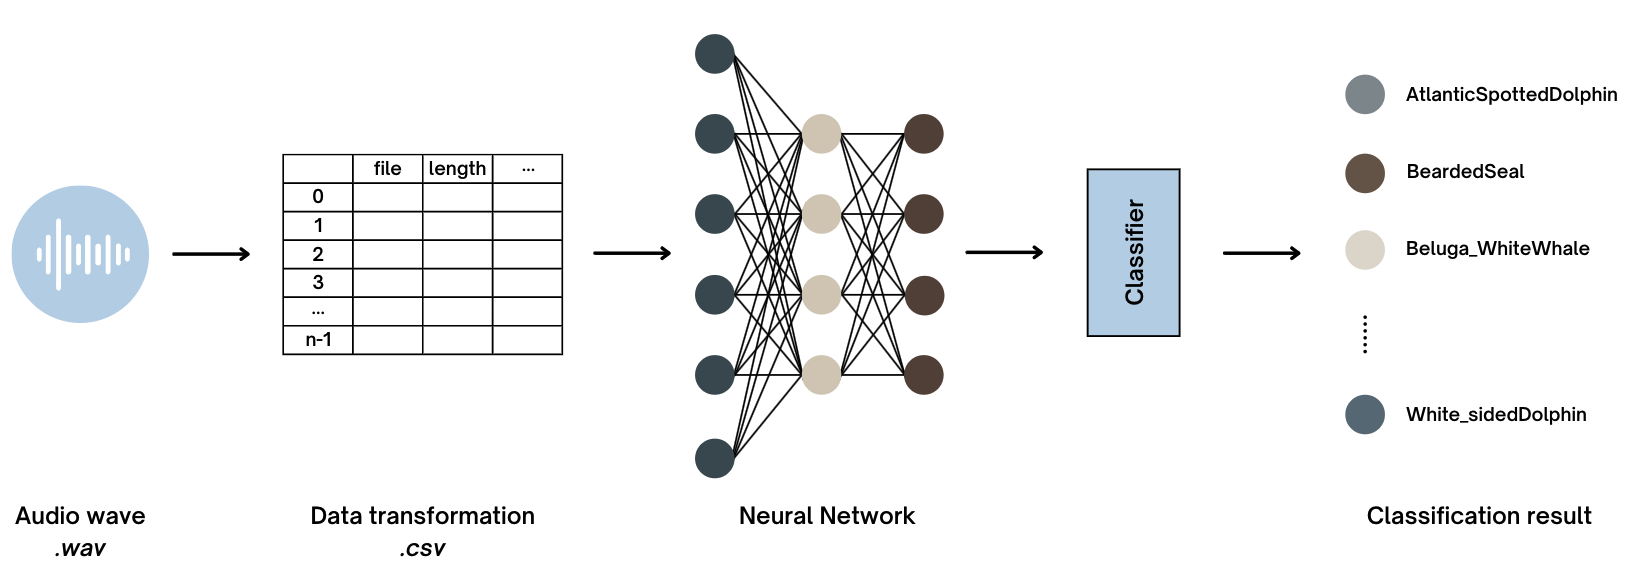 file length ...
0
1
2
3
...
n-1
Classifier
AtlanticSpottedDolphin
BeardedSeal
Beluga_WhiteWhale
White_sidedDolphin
Audio wave
.wav
Data transformation
.csv
Neural Network
Classification result